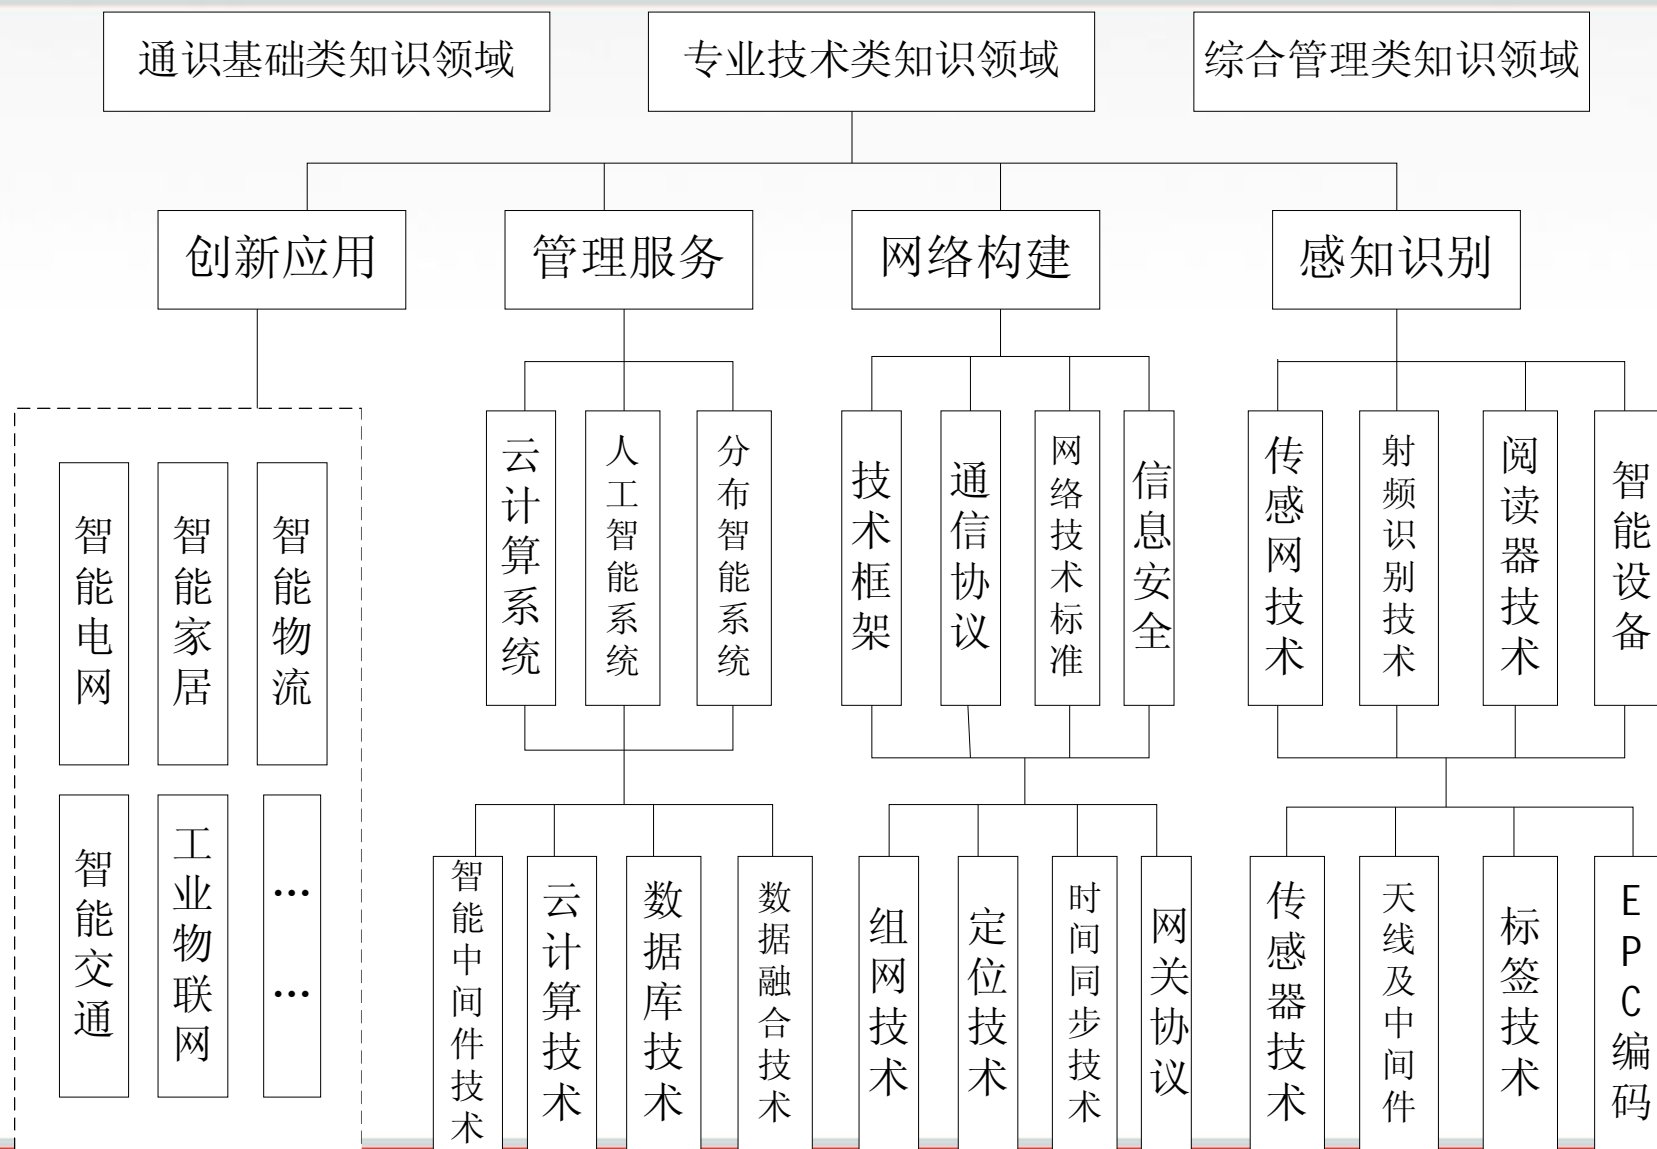 通识基础类知识领域
专业技术类知识领域
综合管理类知识领域
创新应用
管理服务
网络构建
感知识别
智能电网
智能家居
智能物流
智能交通
工业物联网
……
云计算系统
人工智能系统
分布智能系统
技术框架
通信协议
网络技术标准
信息安全
传感网技术
射频识别技术
阅读器技术
智能设备
智能中间件技术
云计算技术
数据库技术
数据融合技术
组网技术
定位技术
时间同步技术
网关协议
传感器技术
天线及中间件
标签技术
EPC编码